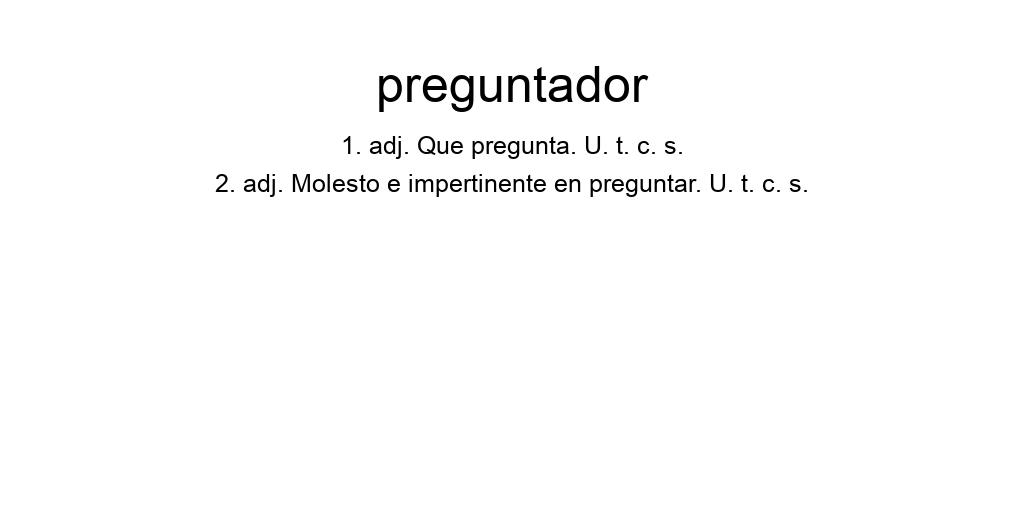 preguntador
1. adj. Que pregunta. U. t. c. s.
2. adj. Molesto e impertinente en preguntar. U. t. c. s.